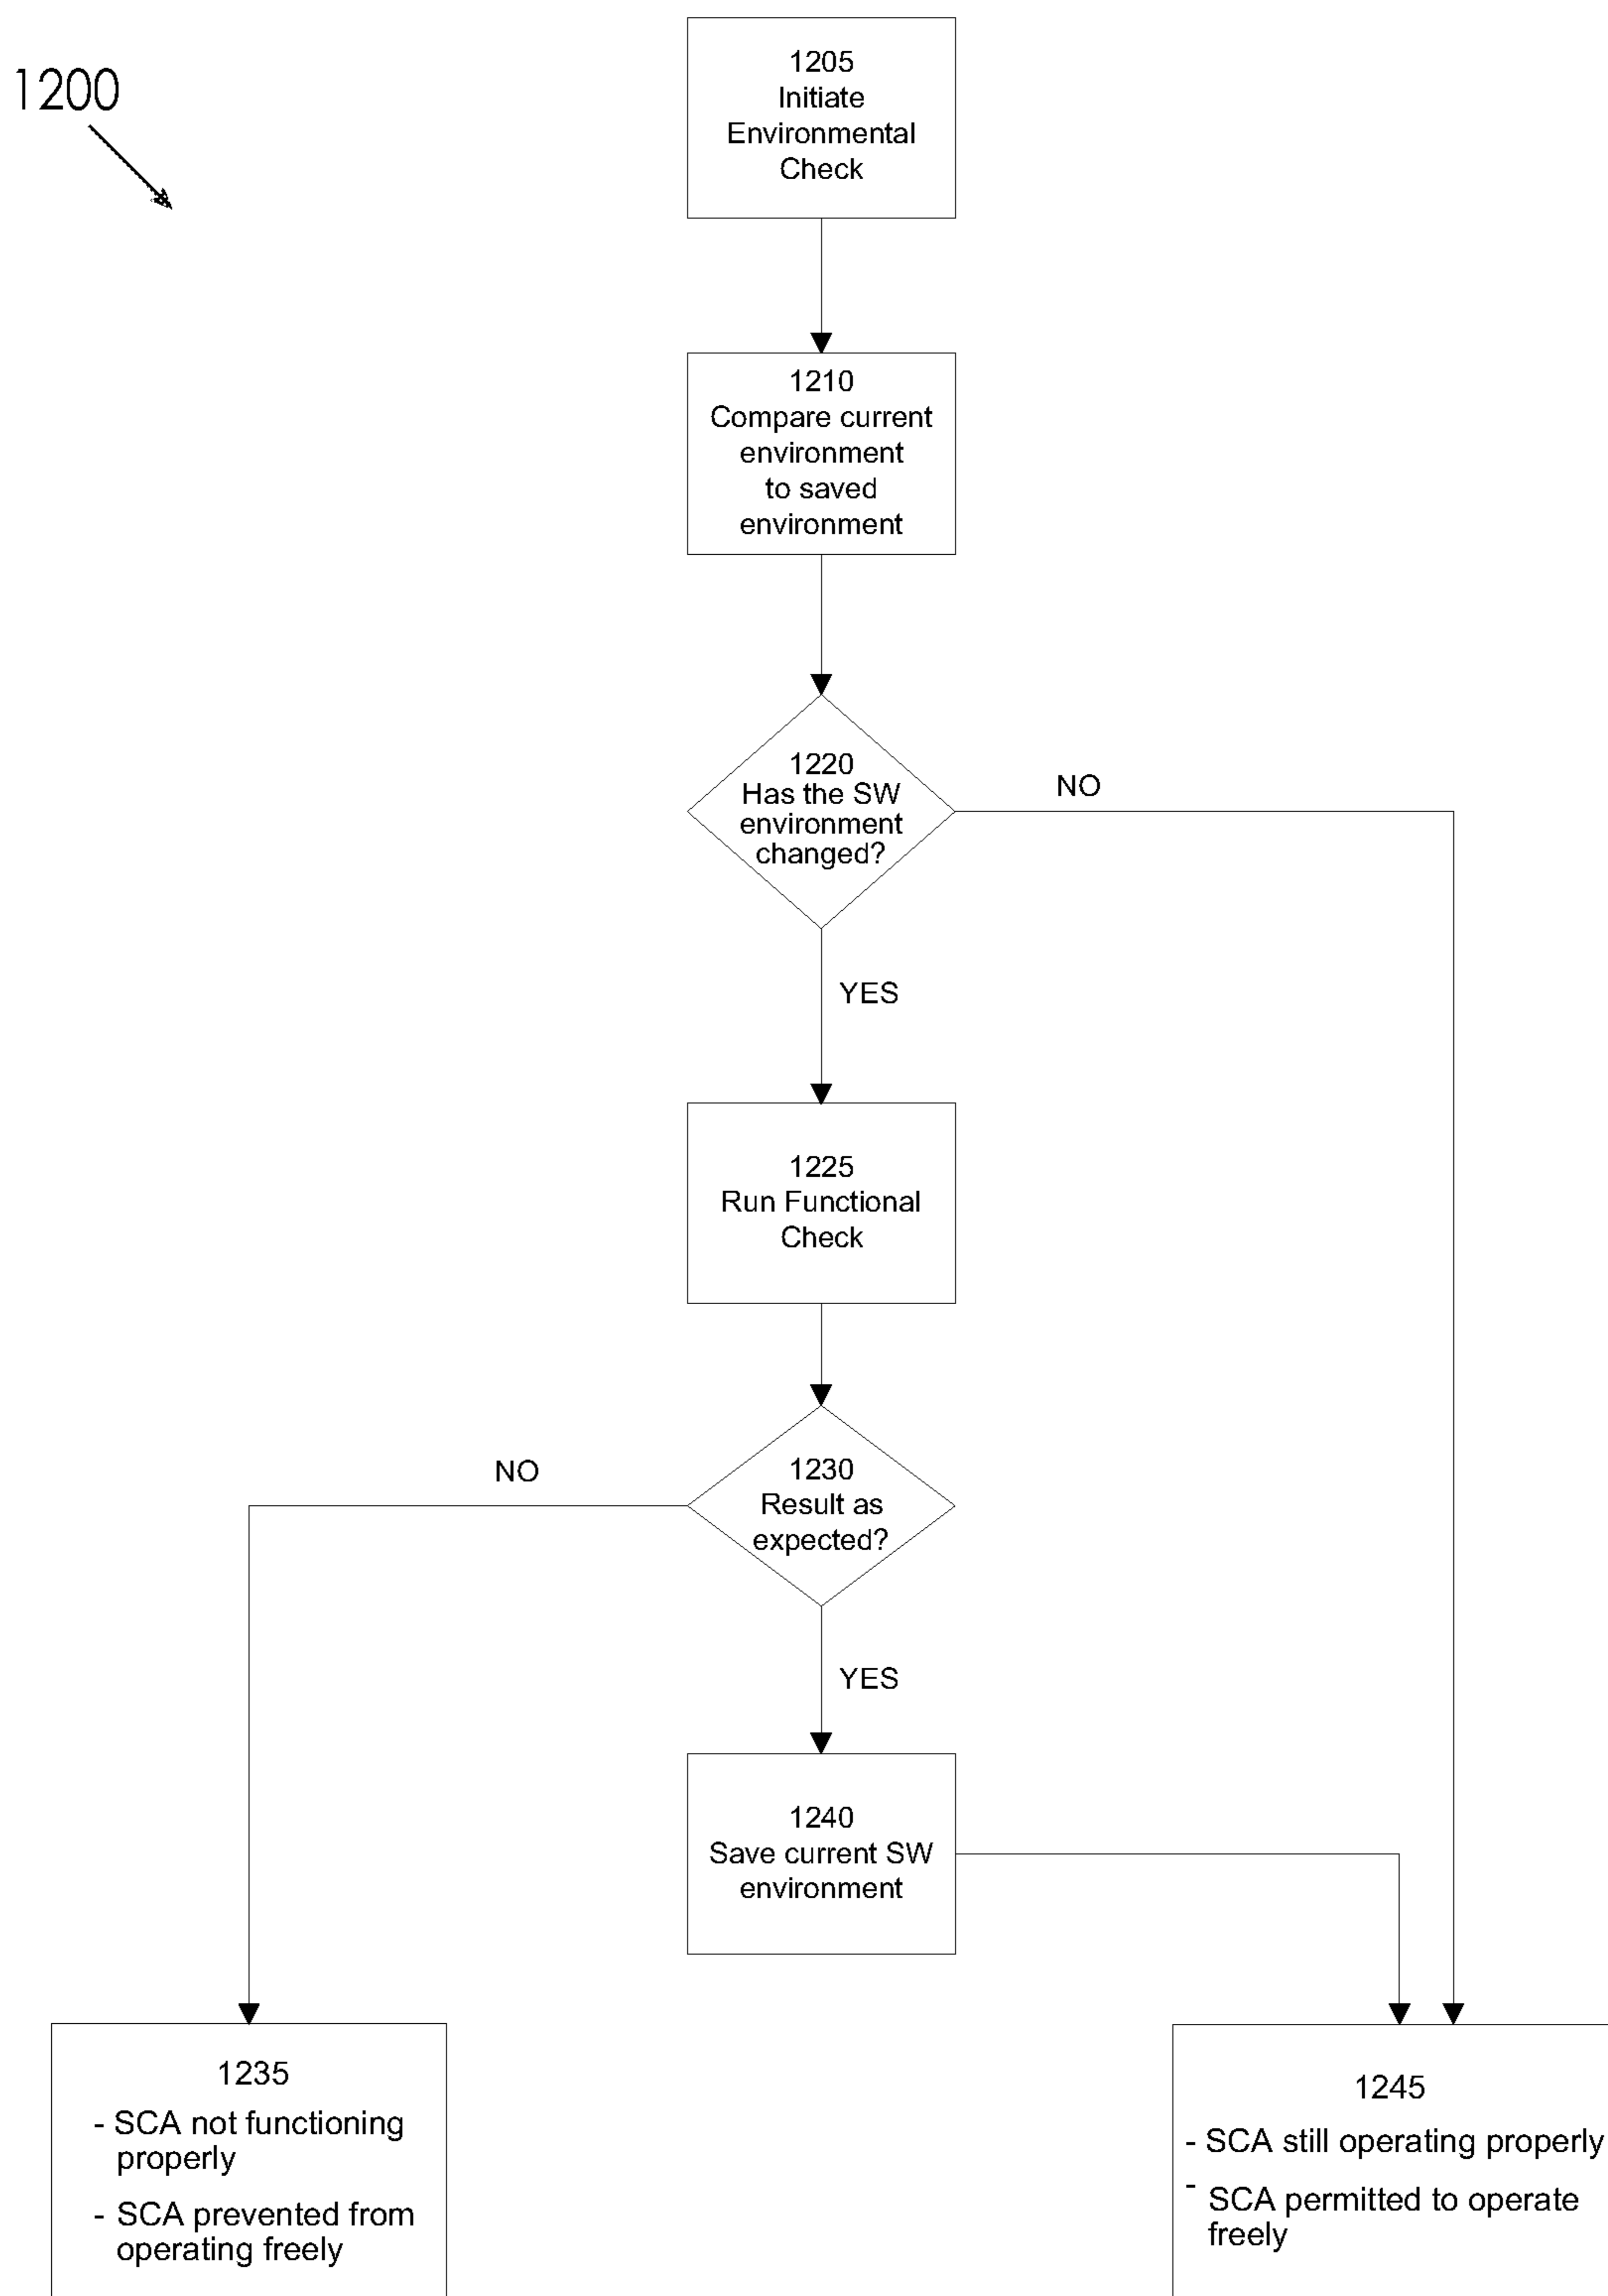 1200
1205
Initiate
Environmental
Check
1210
Compare current
environment
to saved
environment
1220
Has the SW
environment
changed?
NO
YES
1225
Run Functional
Check
1230
Result as
expected?
NO
YES
1240
Save current SW
environment
1235
- SCA not functioning
properly
- SCA prevented from
operating freely
1245
- SCA still operating properly
- SCA permitted to operate
freely